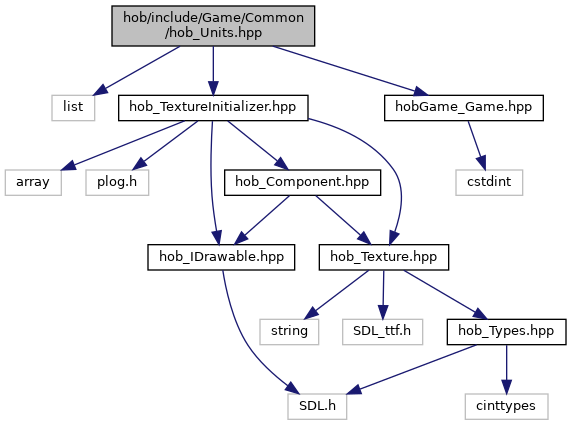 hob/include/Game/Common
/hob_Units.hpp
list
hob_TextureInitializer.hpp
hobGame_Game.hpp
array
plog.h
hob_Component.hpp
cstdint
hob_IDrawable.hpp
hob_Texture.hpp
string
SDL_ttf.h
hob_Types.hpp
SDL.h
cinttypes